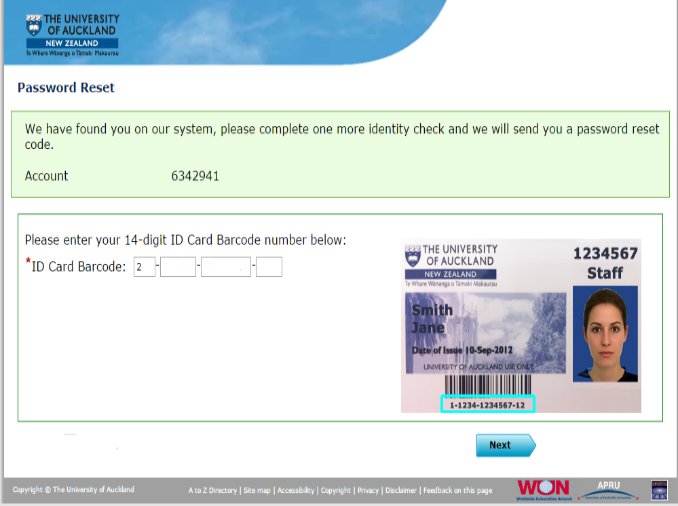 THE UNIVERSITY
OF AUCKLAND
NEW ZEALAND
Te Whare Wānanga o Tāmaki Makaurau
Password Reset
We have found you on our system, please complete one more identity check and we will send you a password reset
code.
Account 6342941
Please enter your 14-digit ID Card Barcode number below:
*ID Card Barcode: 2 - - -
THE UNIVERSITY
OF AUCKLAND
NEW ZEALAND
Te Whare Wānanga o Tāmaki Makaurau
1234567
Staff
Smith
Jane
Date of Issue 10-Sep-2012
UNIVERSITY OF AUCKLAND USE ONLY
1-1234-1234567-12
Next
Copyright © The University of Auckland
A to Z Directory | Site map | Accessibility | Copyright | Privacy | Disclaimer | Feedback on this page
WUN
Worldwide Universities Network
APRU